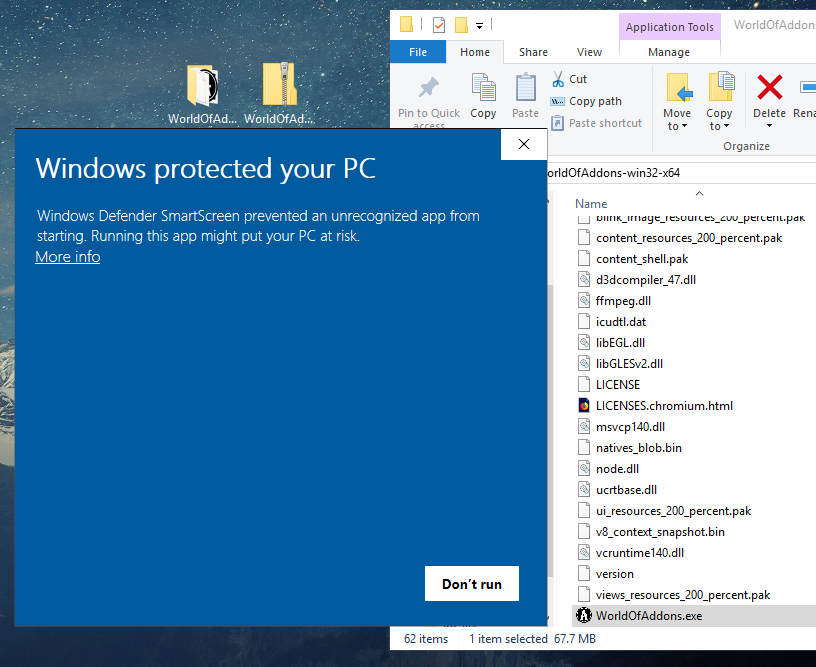 WorldOfAd...
WorldOfAd...
Application Tools
WorldOfAddons
File
Home
Share
View
Manage
Pin to Quick
access
Copy
Paste
Cut
Copy path
Paste shortcut
Move
to
Copy
to
Delete
Organize
orldOfAddons-win32-x64
Windows protected your PC
Windows Defender SmartScreen prevented an unrecognized app from
starting. Running this app might put your PC at risk.
More info
Don't run
Name
blink_image_resources_200_percent.pak
content_resources_200_percent.pak
content_shell.pak
d3dcompiler_47.dll
ffmpeg.dll
icudtl.dat
libEGL.dll
libGLESv2.dll
LICENSE
LICENSES.chromium.html
msvcp140.dll
natives_blob.bin
node.dll
ucrtbase.dll
ui_resources_200_percent.pak
v8_context_snapshot.bin
vcruntime140.dll
version
views_resources_200_percent.pak
WorldOfAddons.exe
62 items
1 item selected 67.7 MB